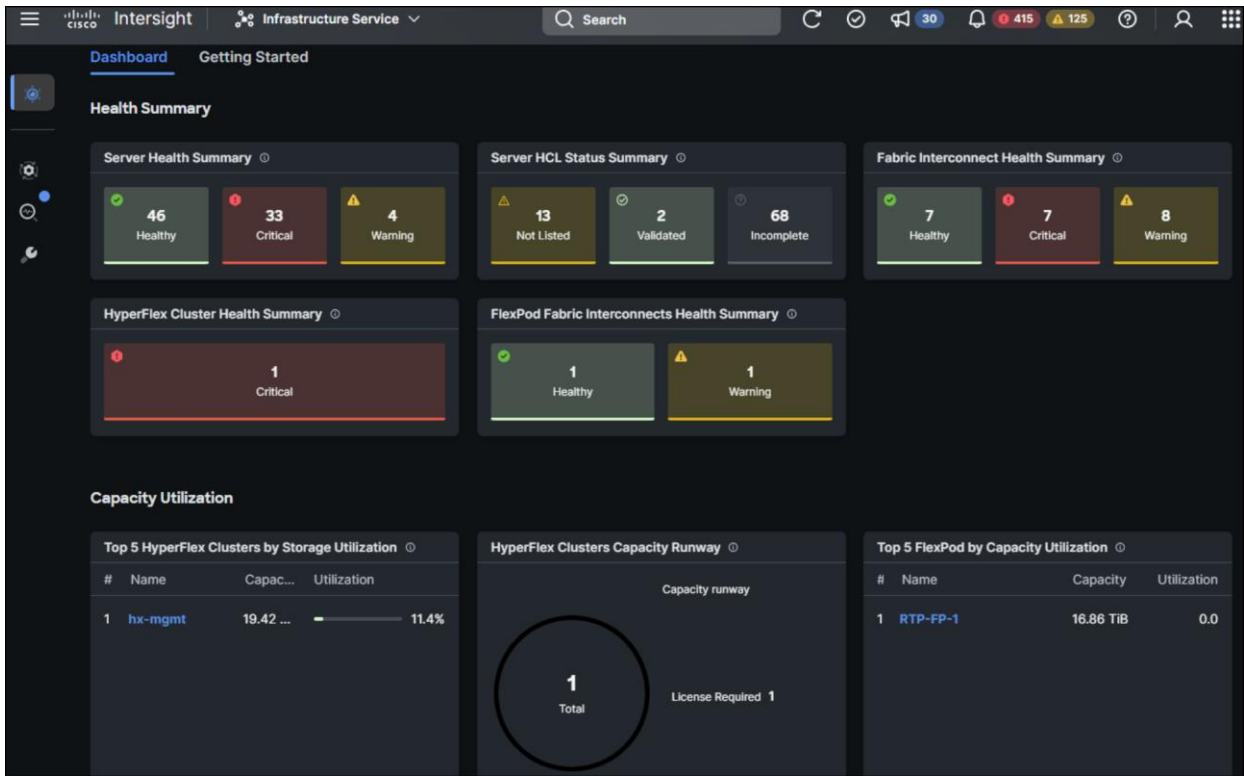 cisco Intersight Infrastructure Service Search 30 415 125
Dashboard Getting Started
Health Summary
Server Health Summary
46
Healthy
33
Critical
4
Warning
Server HCL Status Summary
13
Not Listed
2
Validated
68
Incomplete
Fabric Interconnect Health Summary
7
Healthy
7
Critical
8
Warning
HyperFlex Cluster Health Summary
1
Critical
FlexPod Fabric Interconnects Health Summary
1
Healthy
1
Warning
Capacity Utilization
Top 5 HyperFlex Clusters by Storage Utilization
# Name Capac... Utilization
1 hx-mgmt 19.42 ... 11.4%
HyperFlex Clusters Capacity Runway
Capacity runway
1
Total
License Required 1
Top 5 FlexPod by Capacity Utilization
# Name Capacity Utilization
1 RTP-FP-1 16.86 TiB 0.0